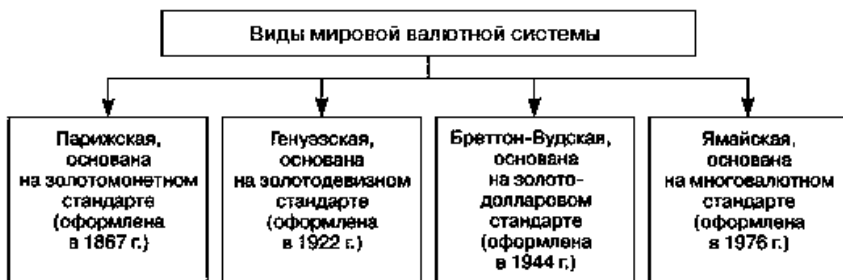 Виды мировой валютной системы
Парижская,
основана
на золотомонетном
стандарте
(оформлена
в 1867 г.)
Генуэзская,
основана
на золотодевизном
стандарте
(оформлена
в 1922 г.)
Бреттон-Вудская,
основана
на золото-
долларовом
стандарте
(оформлена
в 1944 г.)
Ямайская,
основана
на многовалютном
стандарте
(оформлена
в 1976 г.)